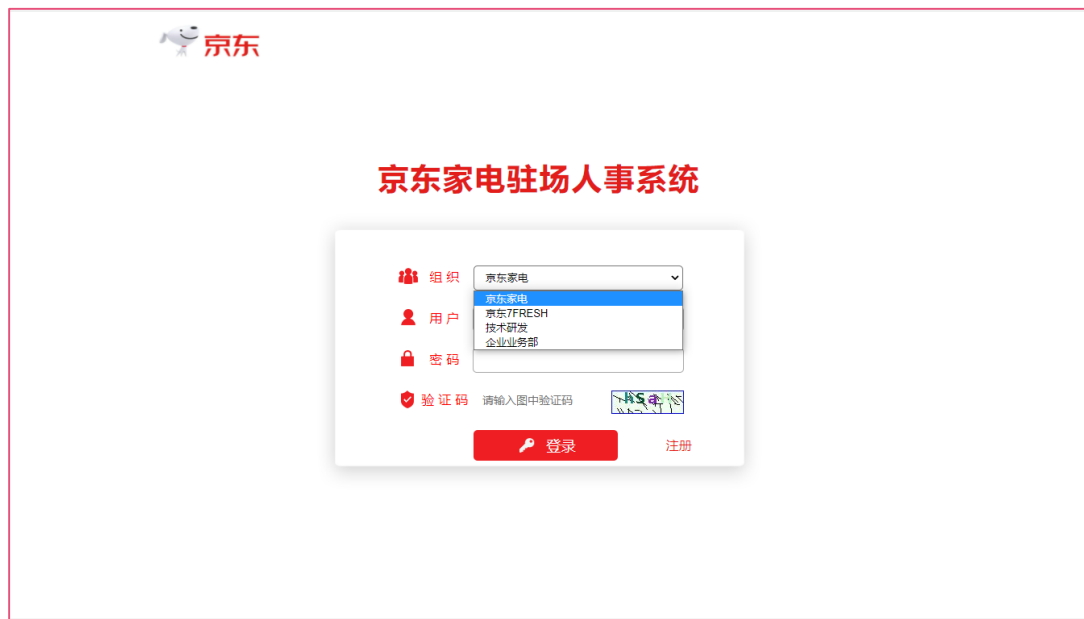 京东
京东家电驻场人事系统
组织 京东家电
京东家电
京东7FRESH
技术研发
企业业务部
用户
密码
验证码 请输入图中验证码
登录 注册